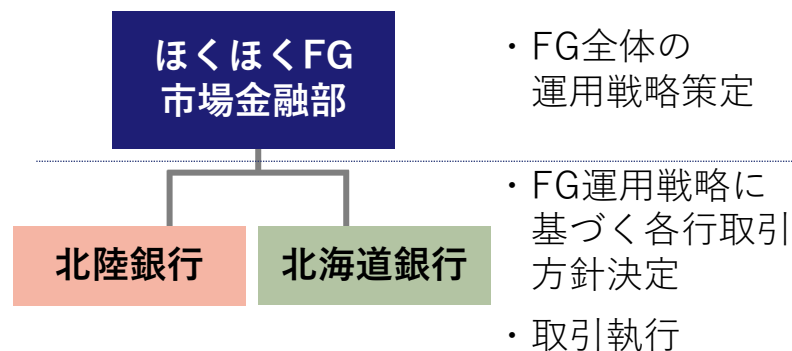 ほくほくFG
市場金融部
・FG全体の
運用戦略策定
北陸銀行
北海道銀行
・FG運用戦略に
基づく各行取引
方針決定
・取引執行